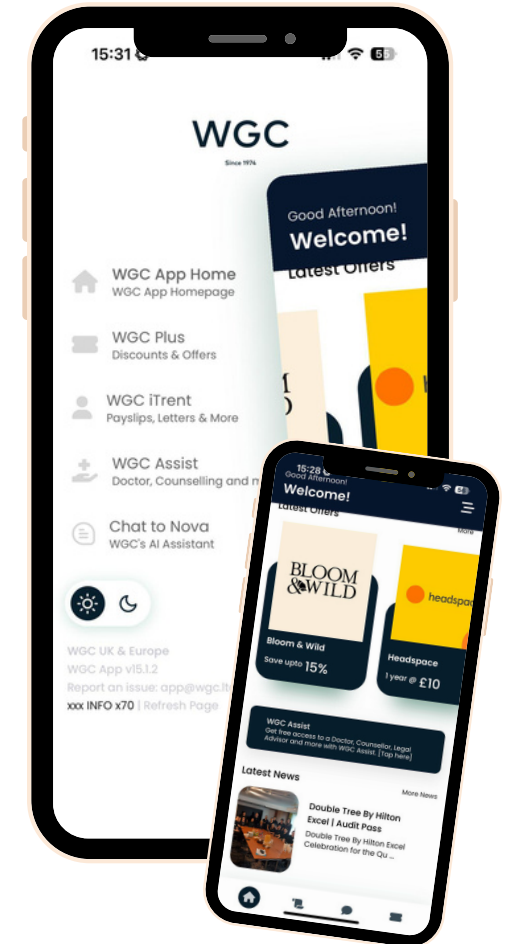 15:31
55
WGC
Since 1974
Good Afternoon!
Welcome!
Latest Offers
WGC App Home
WGC App Homepage
WGC Plus
Discounts & Offers
WGC iTrent
Payslips, Letters & More
WGC Assist
Doctor, Counselling and
Chat to Nova
WGC's AI Assistant
WGC UK & Europe
WGC App v15.1.2
Report an issue: app@wgc.lt
xxx INFO x70 | Refresh Page
15:28
Good Afternoon!
Welcome!
Latest Offers
More
BLOOM
&WILD
headspac
Bloom & Wild
Save upto 15%
Headspace
1 year @ £10
WGC Assist
Get free access to a Doctor, Counsellor, Legal
Advisor and more with WGC Assist. [Tap here]
Latest News
More News
Double Tree By Hilton
Excel | Audit Pass
Double Tree By Hilton Excel
Celebration for the Qu ...